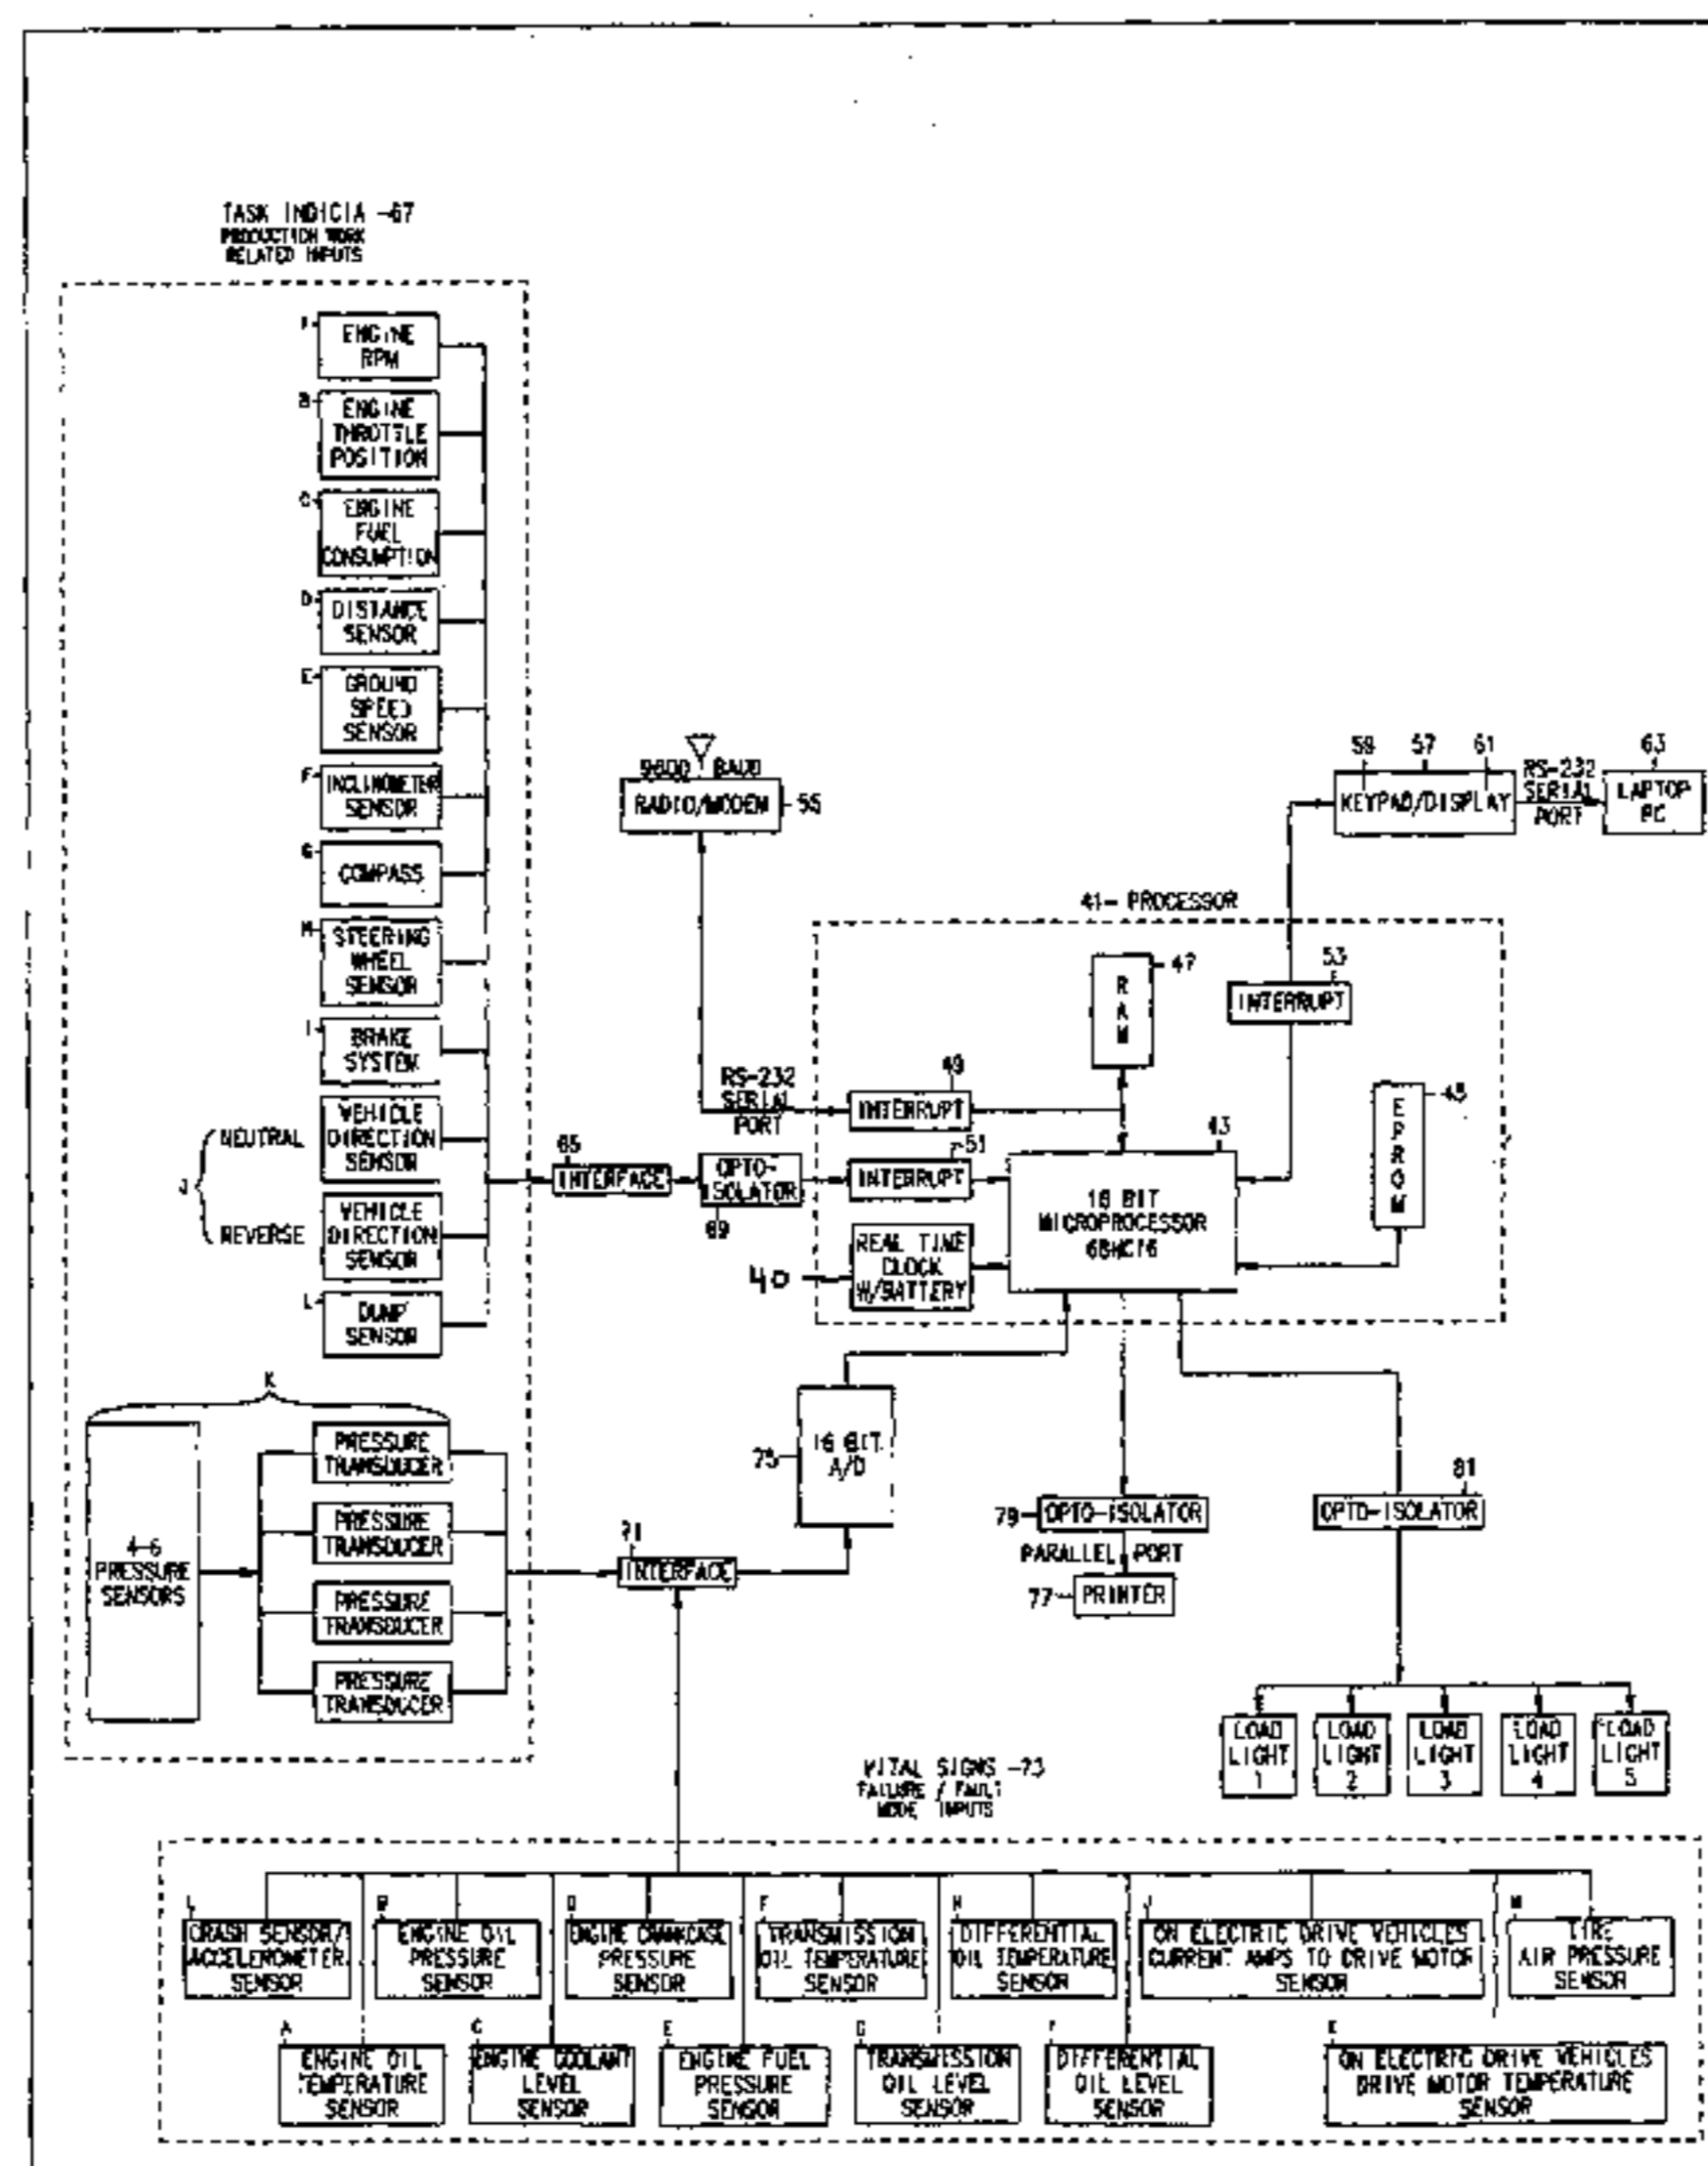 TASK INDICIA -67
PRODUCTION WORK
RELATED INPUTS
ENGINE
RPM
B
ENGINE
THROTTLE
POSITION
C
ENGINE
FUEL
CONSUMPTION
D
DISTANCE
SENSOR
E
GROUND
SPEED
SENSOR
F
INCLINOMETER
SENSOR
G
COMPASS
H
STEERING
WHEEL
SENSOR
I
BRAKE
SYSTEM
J
NEUTRAL
VEHICLE
DIRECTION
SENSOR
REVERSE
VEHICLE
DIRECTION
SENSOR
L
DUMP
SENSOR
K
4-6
PRESSURE
SENSORS
PRESSURE
TRANSDUCER
PRESSURE
TRANSDUCER
PRESSURE
TRANSDUCER
PRESSURE
TRANSDUCER
9600 BAUD
RADIO/MODEM
55
59
57
61
KEYPAD/DISPLAY
RS-232
SERIAL
PORT
63
LAPTOP
PC
41- PROCESSOR
RAM
47
53
INTERRUPT
RS-232
SERIAL
PORT
49
INTERRUPT
EPROM
45
65
INTERFACE
OPTO-
ISOLATOR
69
51
INTERRUPT
43
16 BIT
MICROPROCESSOR
68HC16
40
REAL TIME
CLOCK
W/BATTERY
75
16 BIT
A/D
71
INTERFACE
79
OPTO-ISOLATOR
PARALLEL PORT
77
PRINTER
81
OPTO-ISOLATOR
LOAD
LIGHT
1
LOAD
LIGHT
2
LOAD
LIGHT
3
LOAD
LIGHT
4
LOAD
LIGHT
5
VITAL SIGNS -73
FAILURE / FAULT
MODE INPUTS
L
CRASH SENSOR/
ACCELEROMETER
SENSOR
B
ENGINE OIL
PRESSURE
SENSOR
D
ENGINE CRANKCASE
PRESSURE
SENSOR
F
TRANSMISSION
OIL TEMPERATURE
SENSOR
H
DIFFERENTIAL
OIL TEMPERATURE
SENSOR
J
ON ELECTRIC DRIVE VEHICLES
CURRENT AMPS TO DRIVE MOTOR
SENSOR
M
TIRE
AIR PRESSURE
SENSOR
A
ENGINE OIL
TEMPERATURE
SENSOR
C
ENGINE COOLANT
LEVEL
SENSOR
E
ENGINE FUEL
PRESSURE
SENSOR
G
TRANSMISSION
OIL LEVEL
SENSOR
DIFFERENTIAL
OIL LEVEL
SENSOR
K
ON ELECTRIC DRIVE VEHICLES
DRIVE MOTOR TEMPERATURE
SENSOR